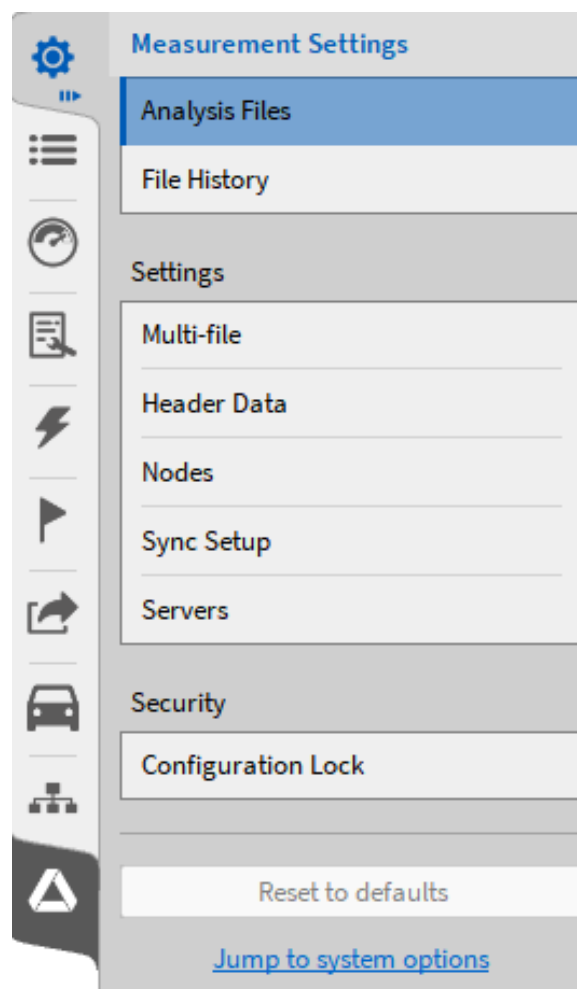 Measurement Settings
Analysis Files
File History
Settings
Multi-file
Header Data
Nodes
Sync Setup
Servers
Security
Configuration Lock
Reset to defaults
Jump to system options